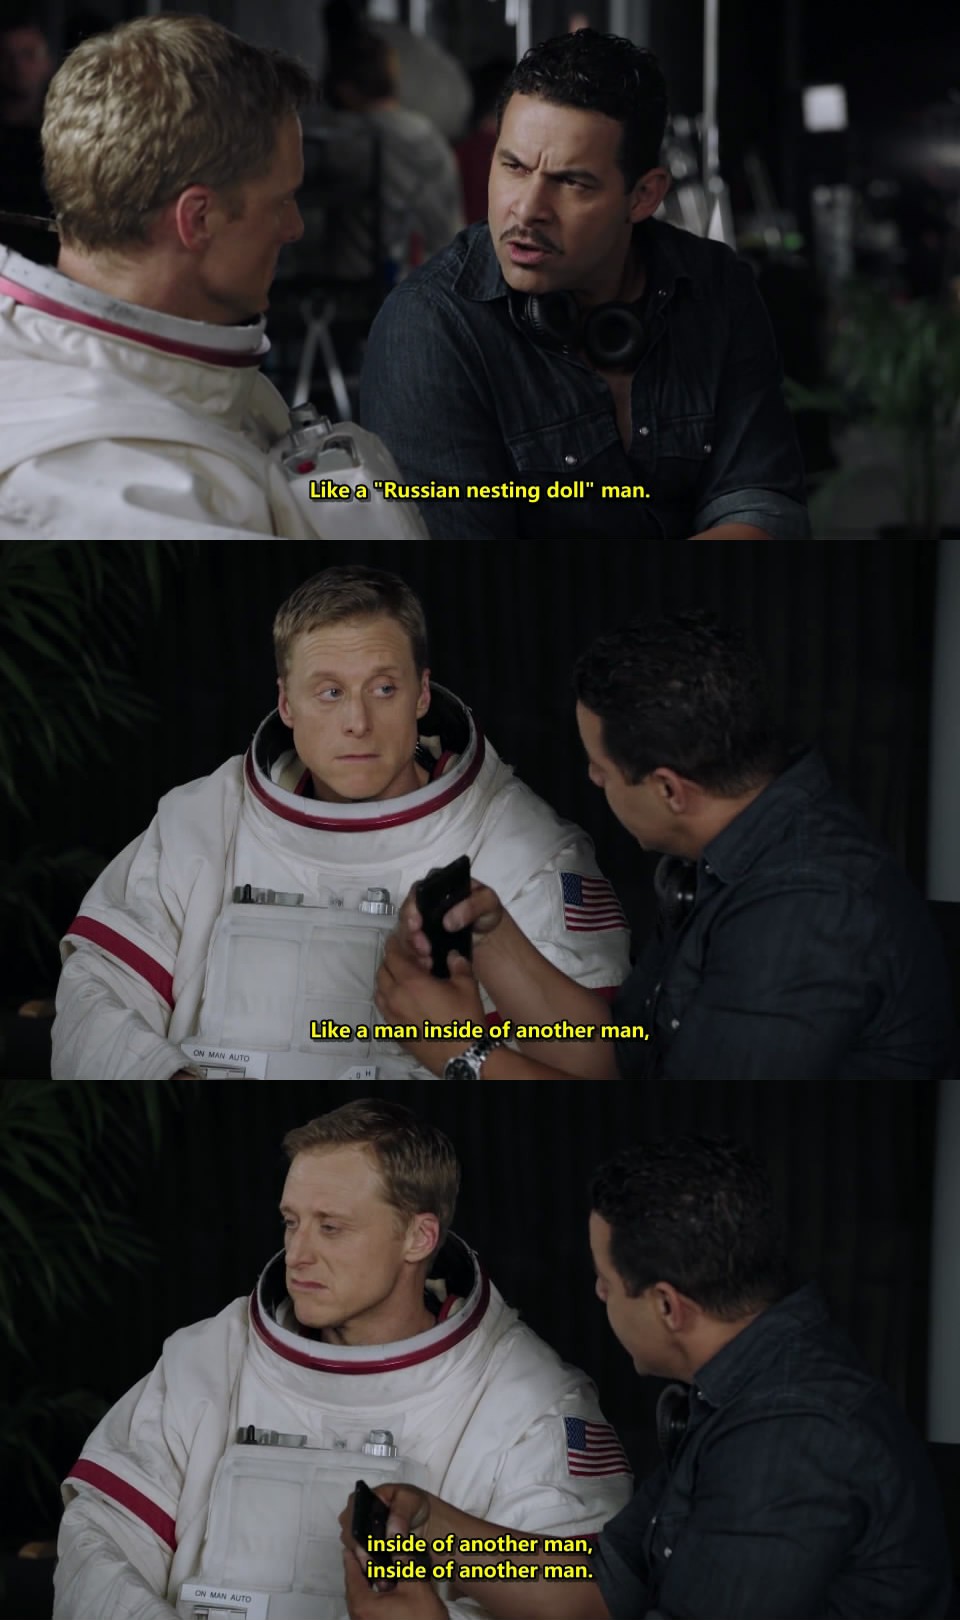 Like a "Russian nesting doll" man.
Like a man inside of another man,
ON MAN AUTO
inside of another man,
inside of another man.
ON MAN AUTO